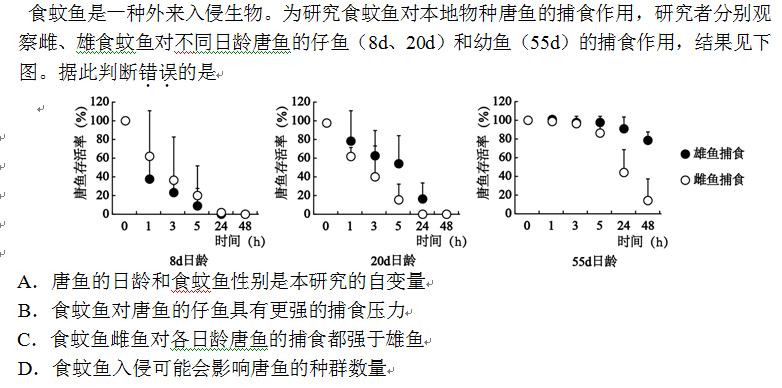 食蚊鱼是一种外来入侵生物。为研究食蚊鱼对本地物种唐鱼的捕食作用，研究者分别观
察雌、雄食蚊鱼对不同日龄唐鱼的仔鱼（8d、20d）和幼鱼（55d）的捕食作用，结果见下
图。据此判断错误的是
唐鱼存活率 (%)
120
100
80
60
40
20
0
0 1 3 5 24 48
时间 (h)
8d日龄
唐鱼存活率 (%)
120
100
80
60
40
20
0
0 1 3 5 24 48
时间 (h)
20d日龄
唐鱼存活率 (%)
120
100
80
60
40
20
0
0 1 3 5 24 48
时间 (h)
55d日龄
雄鱼捕食
雌鱼捕食
A．唐鱼的日龄和食蚊鱼性别是本研究的自变量
B．食蚊鱼对唐鱼的仔鱼具有更强的捕食压力
C．食蚊鱼雌鱼对各日龄唐鱼的捕食都强于雄鱼
D．食蚊鱼入侵可能会影响唐鱼的种群数量